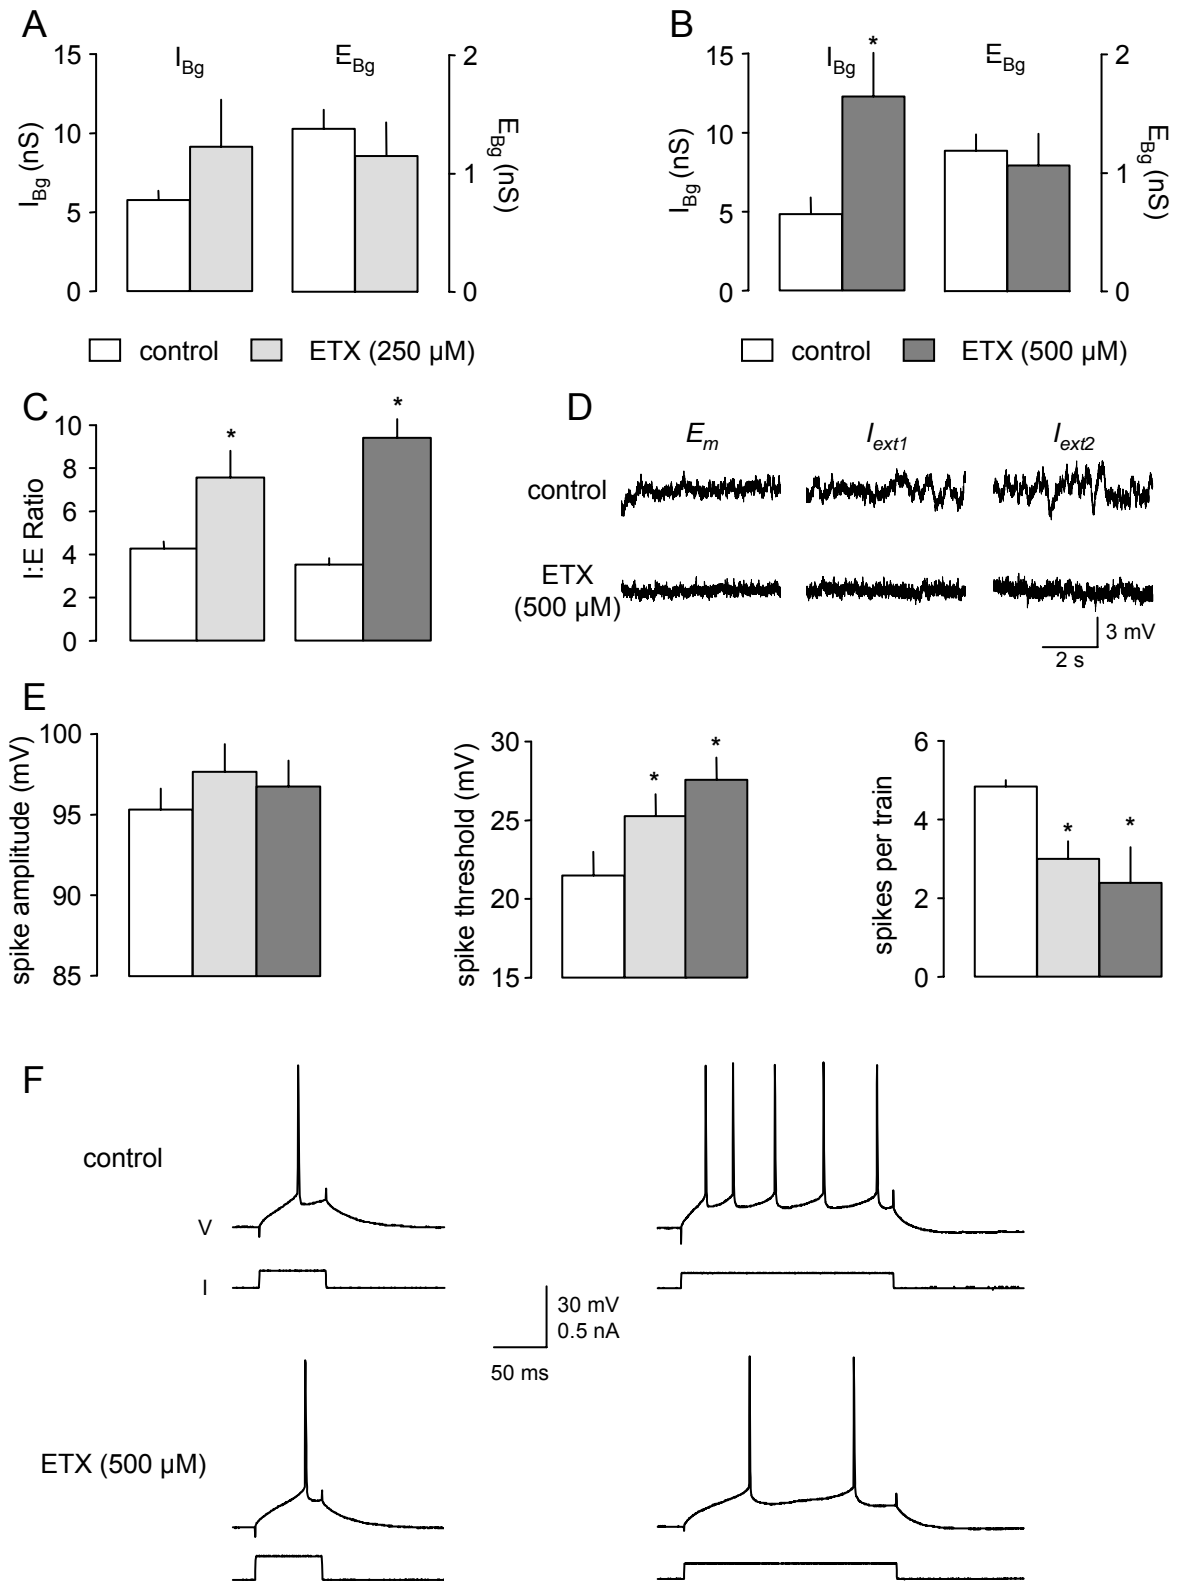 A
15
10
5
0
I_Bg (nS)
I_Bg
E_Bg
2
1
0
E_Bg (nS)
control
ETX (250 µM)
B
15
10
5
0
I_Bg (nS)
I_Bg
*
E_Bg
2
1
0
E_Bg (nS)
control
ETX (500 µM)
C
10
8
6
4
2
0
I:E Ratio
*
*
D
E_m
I_ext1
I_ext2
control
ETX
(500 µM)
3 mV
2 s
E
100
95
90
85
spike amplitude (mV)
30
25
20
15
spike threshold (mV)
*
*
6
4
2
0
spikes per train
*
*
F
control
V
I
30 mV
0.5 nA
50 ms
ETX (500 µM)